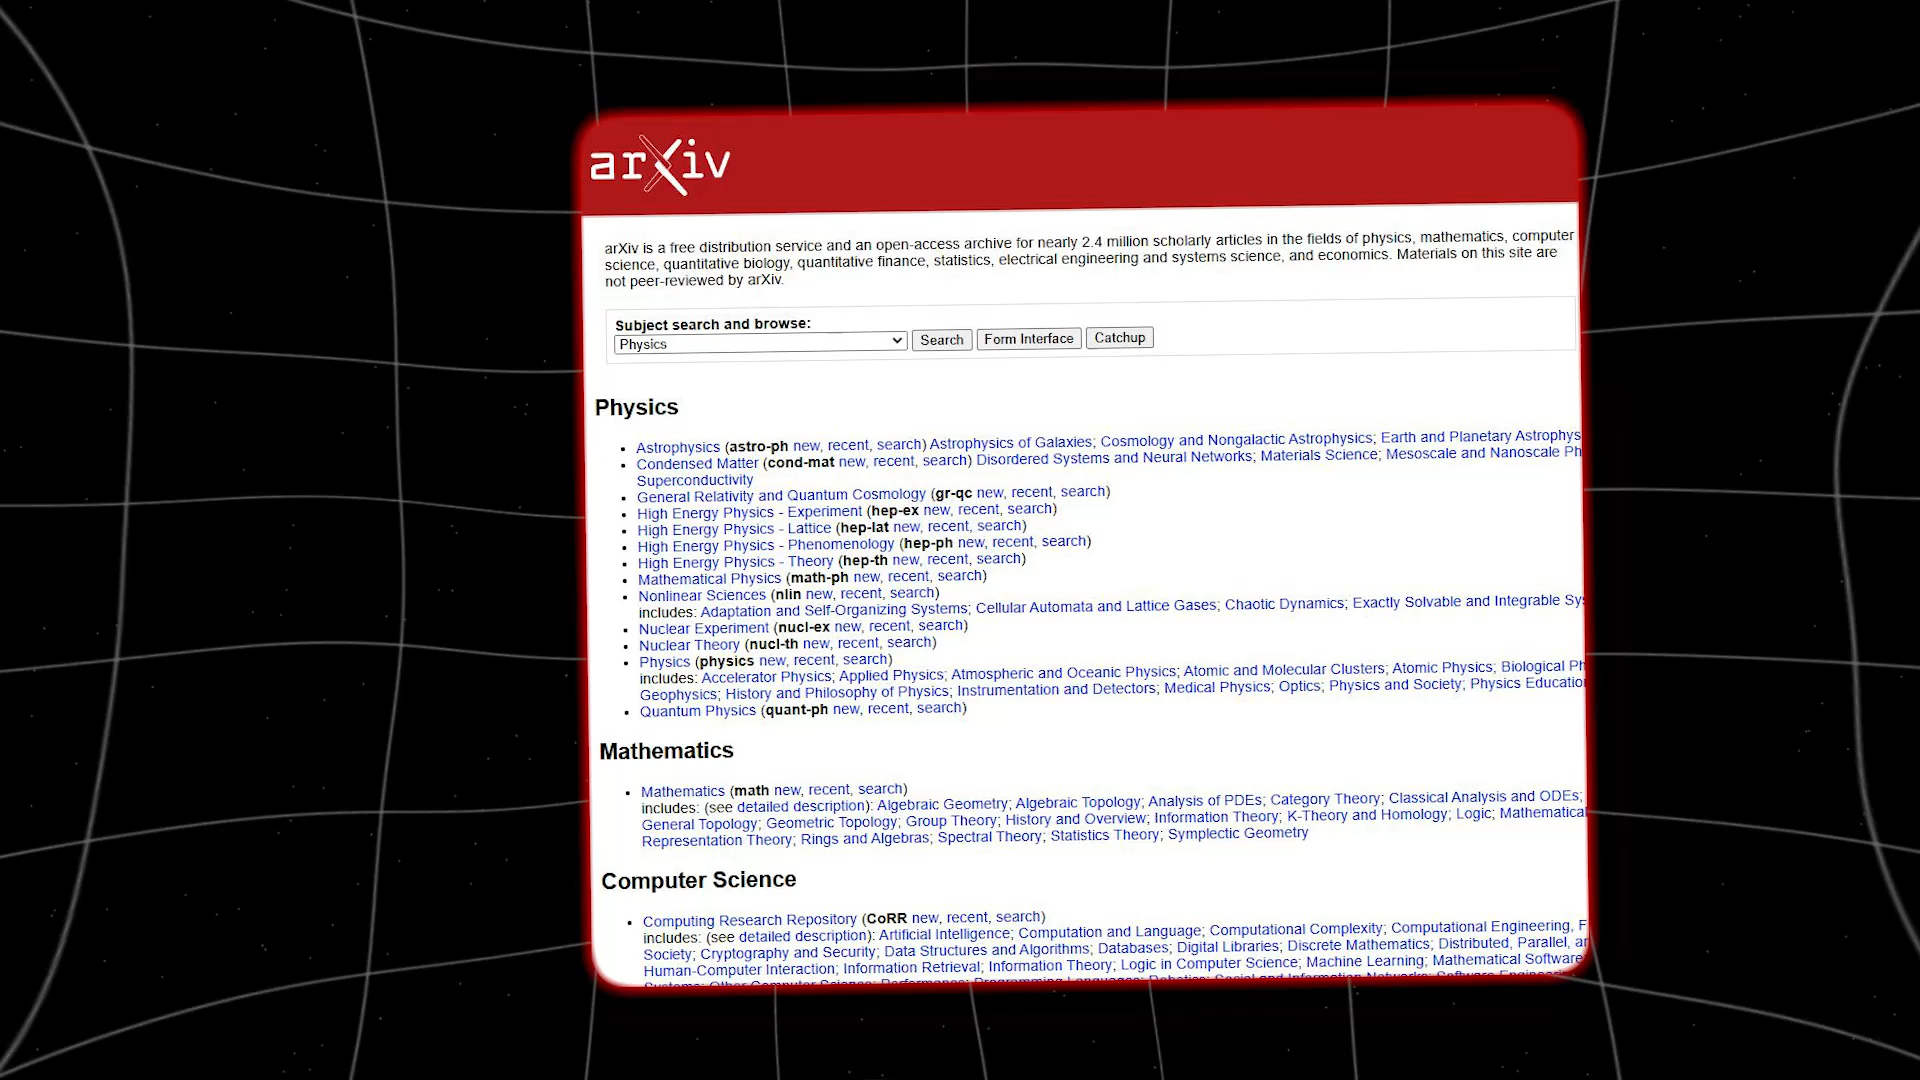 arXiv
arXiv is a free distribution service and an open-access archive for nearly 2.4 million scholarly articles in the fields of physics, mathematics, computer
science, quantitative biology, quantitative finance, statistics, electrical engineering and systems science, and economics. Materials on this site are
not peer-reviewed by arXiv.
Subject search and browse:
Physics Search Form Interface Catchup
Physics
• Astrophysics (astro-ph new, recent, search) Astrophysics of Galaxies; Cosmology and Nongalactic Astrophysics; Earth and Planetary Astrophys
• Condensed Matter (cond-mat new, recent, search) Disordered Systems and Neural Networks; Materials Science; Mesoscale and Nanoscale Ph
Superconductivity
• General Relativity and Quantum Cosmology (gr-qc new, recent, search)
• High Energy Physics - Experiment (hep-ex new, recent, search)
• High Energy Physics - Lattice (hep-lat new, recent, search)
• High Energy Physics - Phenomenology (hep-ph new, recent, search)
• High Energy Physics - Theory (hep-th new, recent, search)
• Mathematical Physics (math-ph new, recent, search)
• Nonlinear Sciences (nlin new, recent, search)
includes: Adaptation and Self-Organizing Systems; Cellular Automata and Lattice Gases; Chaotic Dynamics; Exactly Solvable and Integrable Sys
• Nuclear Experiment (nucl-ex new, recent, search)
• Nuclear Theory (nucl-th new, recent, search)
• Physics (physics new, recent, search)
includes: Accelerator Physics; Applied Physics; Atmospheric and Oceanic Physics; Atomic and Molecular Clusters; Atomic Physics; Biological Ph
Geophysics; History and Philosophy of Physics; Instrumentation and Detectors; Medical Physics; Optics; Physics and Society; Physics Education
• Quantum Physics (quant-ph new, recent, search)
Mathematics
• Mathematics (math new, recent, search)
includes: (see detailed description): Algebraic Geometry; Algebraic Topology; Analysis of PDEs; Category Theory; Classical Analysis and ODEs;
General Topology; Geometric Topology; Group Theory; History and Overview; Information Theory; K-Theory and Homology; Logic; Mathematical
Representation Theory; Rings and Algebras; Spectral Theory; Statistics Theory; Symplectic Geometry
Computer Science
• Computing Research Repository (CoRR new, recent, search)
includes: (see detailed description): Artificial Intelligence; Computation and Language; Computational Complexity; Computational Engineering, F
Society; Cryptography and Security; Data Structures and Algorithms; Databases; Digital Libraries; Discrete Mathematics; Distributed, Parallel, an
Human-Computer Interaction; Information Retrieval; Information Theory; Logic in Computer Science; Machine Learning; Mathematical Software
Systems; Other Computer Science; Performance; Programming Languages; Robotics; Social and Information Networks; Software Engineering